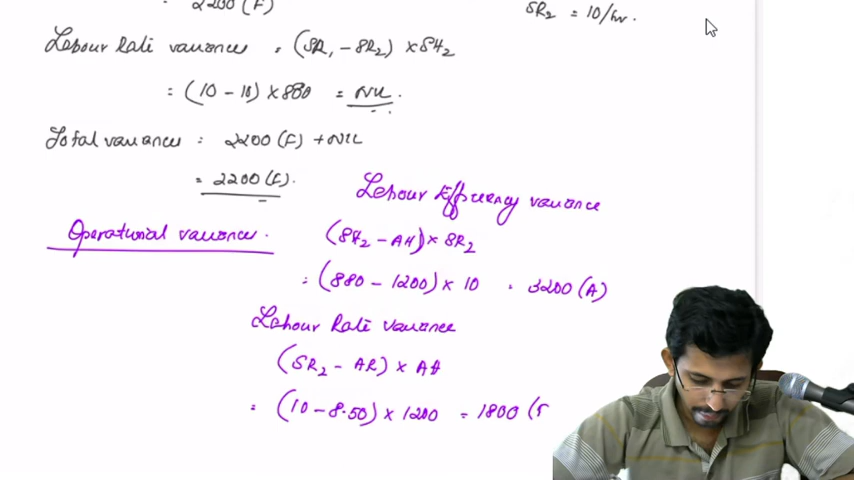 2200 (F)
SR2 = 10/hr.
Labour Rate variance = (SR1 - SR2) × SH2
= (10 - 10) × 880 = NIL.
Total variance = 2200 (F) + NIL
= 2200 (F).
Labour Efficiency variance
Operational variance.
(SH2 - AH) × SR2
= (880 - 1200) × 10 = 3200 (A)
Labour Rate variance
(SR2 - AR) × AH
= (10 - 8.50) × 1200 = 1800 (F